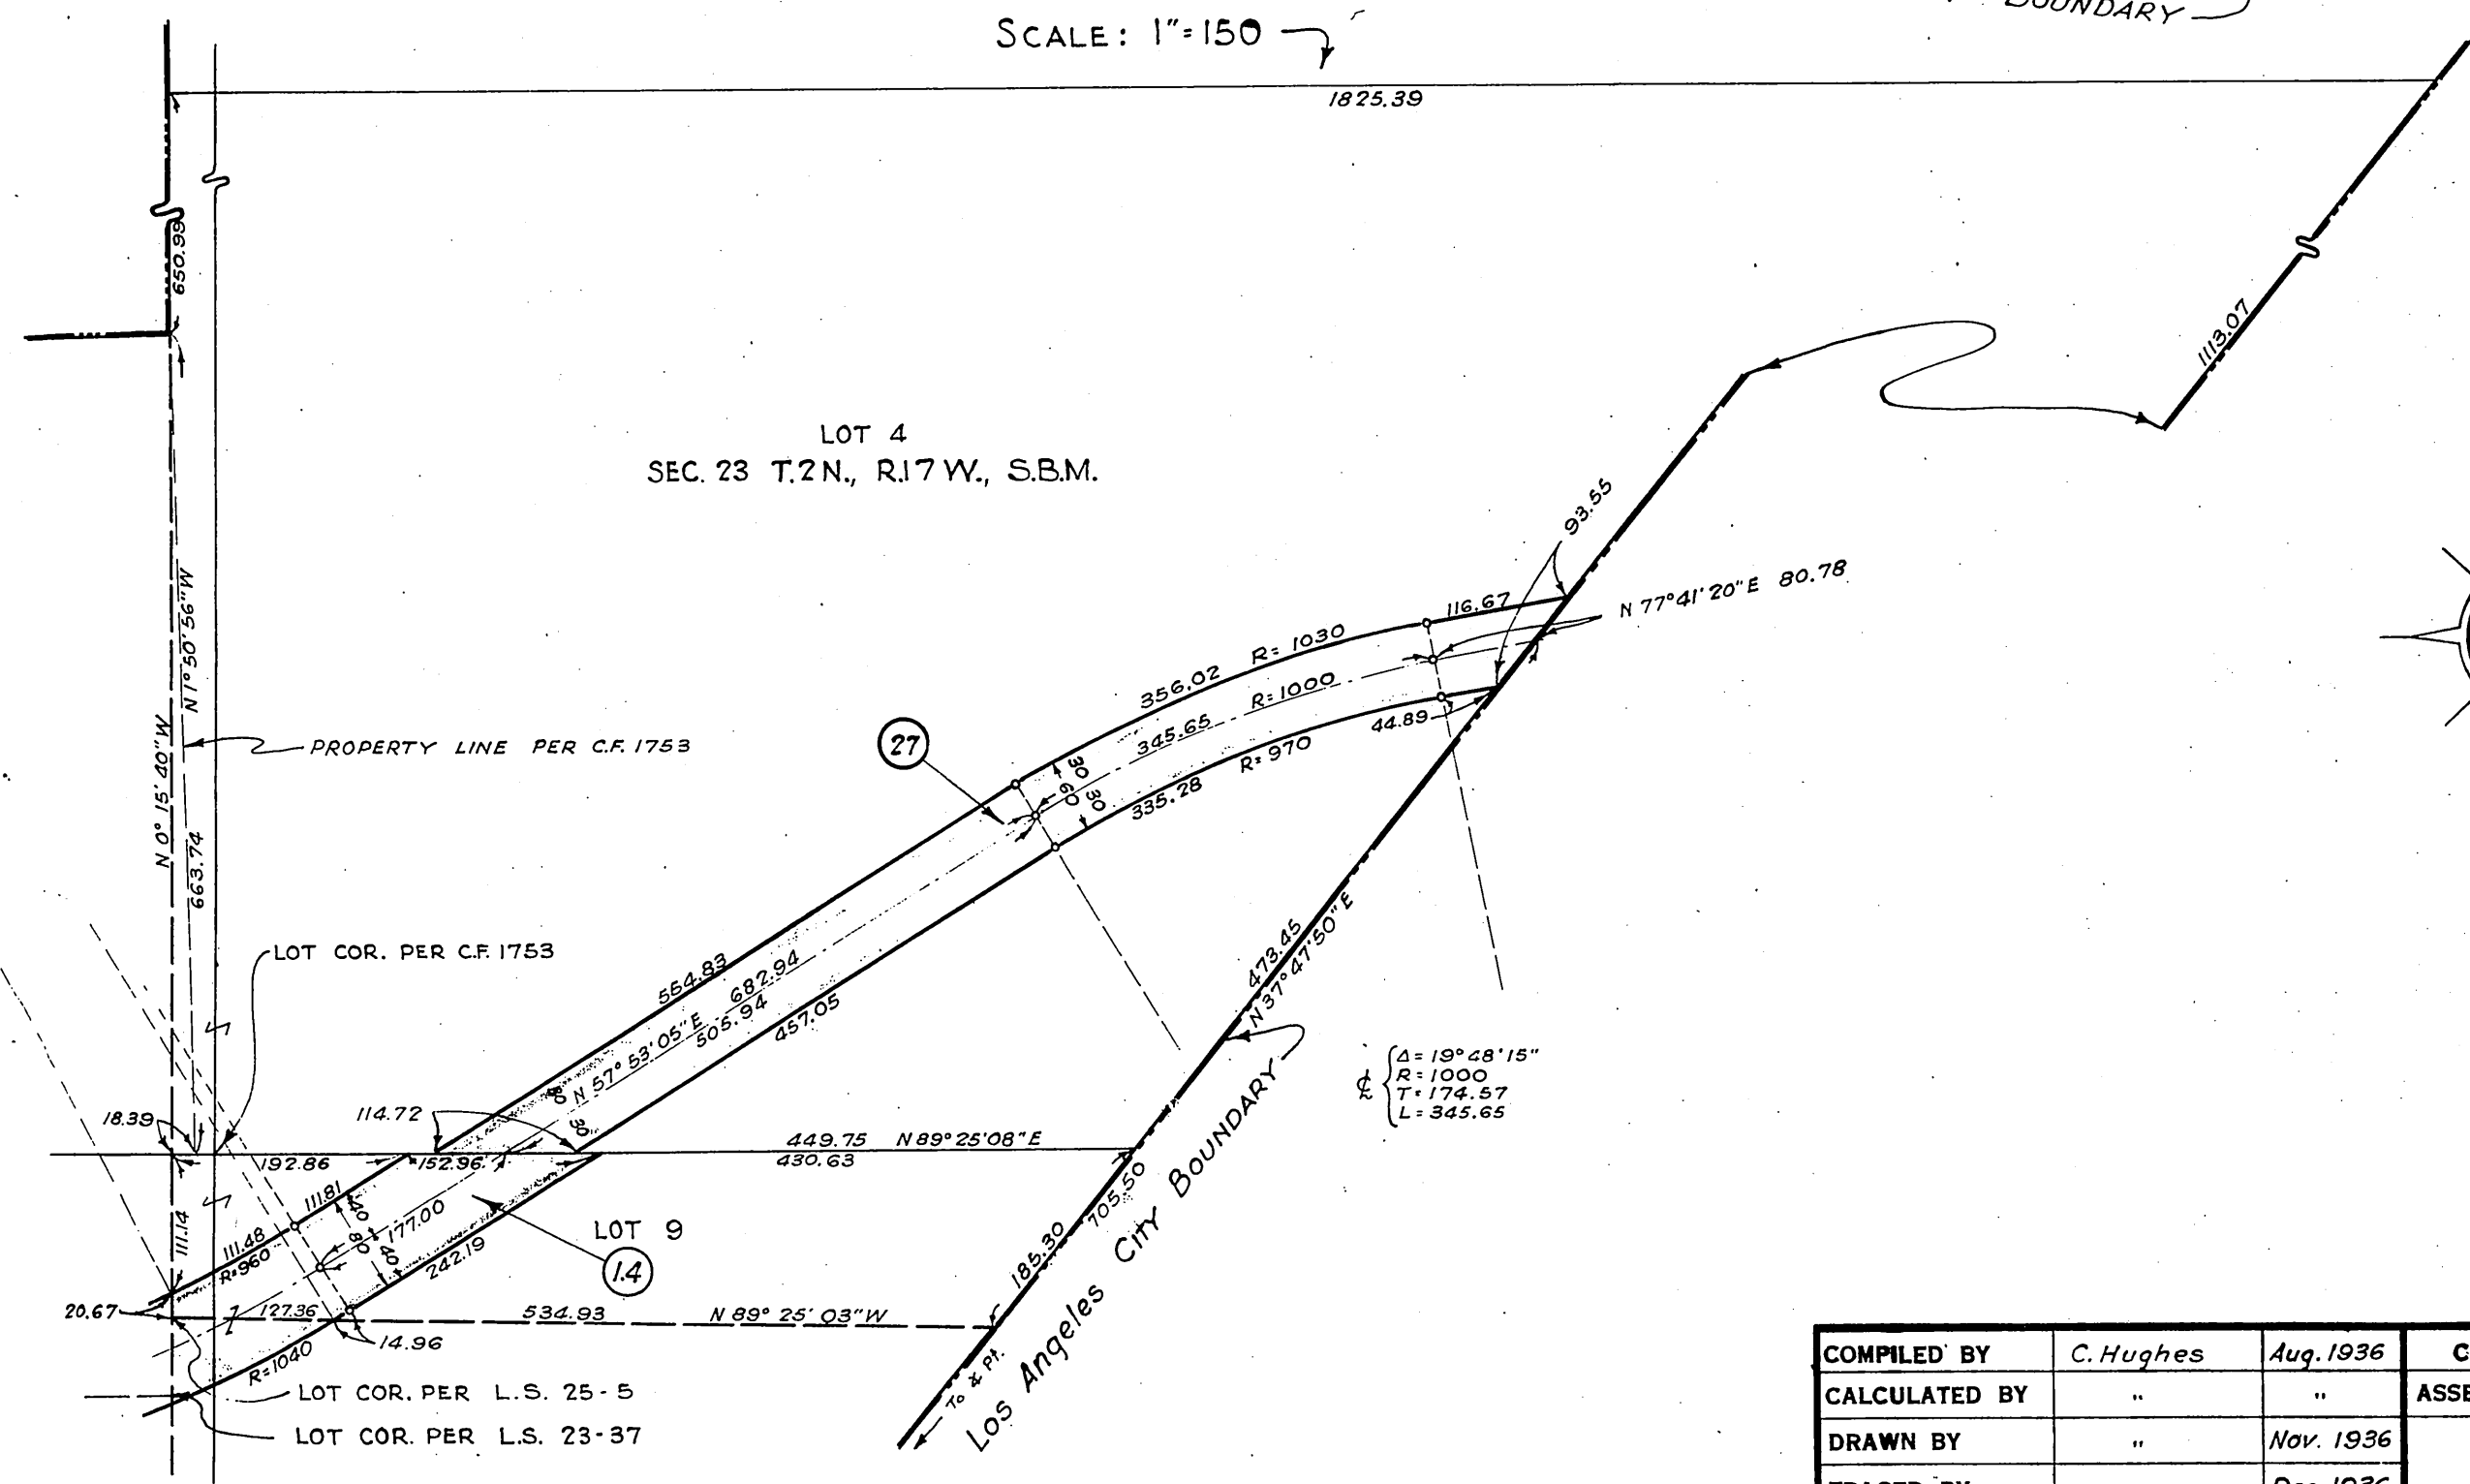 BOUNDARY
SCALE: 1"=150
1825.39
650.99
1113.07
LOT 4
SEC. 23 T.2N., R.17W., S.B.M.
93.55
N 77°41'20"E 80.78
116.67
R= 1030
356.02
R=1000
345.65
44.89
R= 970
335.28
N 1°50'56"W
N 0° 15' 40"W
PROPERTY LINE PER C.F. 1753
27
30
60
30
663.74
LOT COR. PER C.F. 1753
554.83
682.94
N 57° 53' 05" E
505.94
457.05
473.45
N 37° 47' 50" E
Δ= 19°48'15"
R=1000
T=174.57
L=345.65
18.39
114.72
30
449.75 N 89° 25' 08" E
192.86
152.96
430.63
111.14
111.81
111.48
R=960
40
80
40
177.00
242.19
LOT 9
14
705.50
185.30
LOS ANGELES CITY BOUNDARY
20.67
127.36
534.93
N 89° 25' 03" W
14.96
R=1040
To ∡ Pt.
LOT COR. PER L.S. 25-5
LOT COR. PER L.S. 23-37
COMPILED BY C. Hughes Aug. 1936
CALCULATED BY " "
DRAWN BY " Nov. 1936